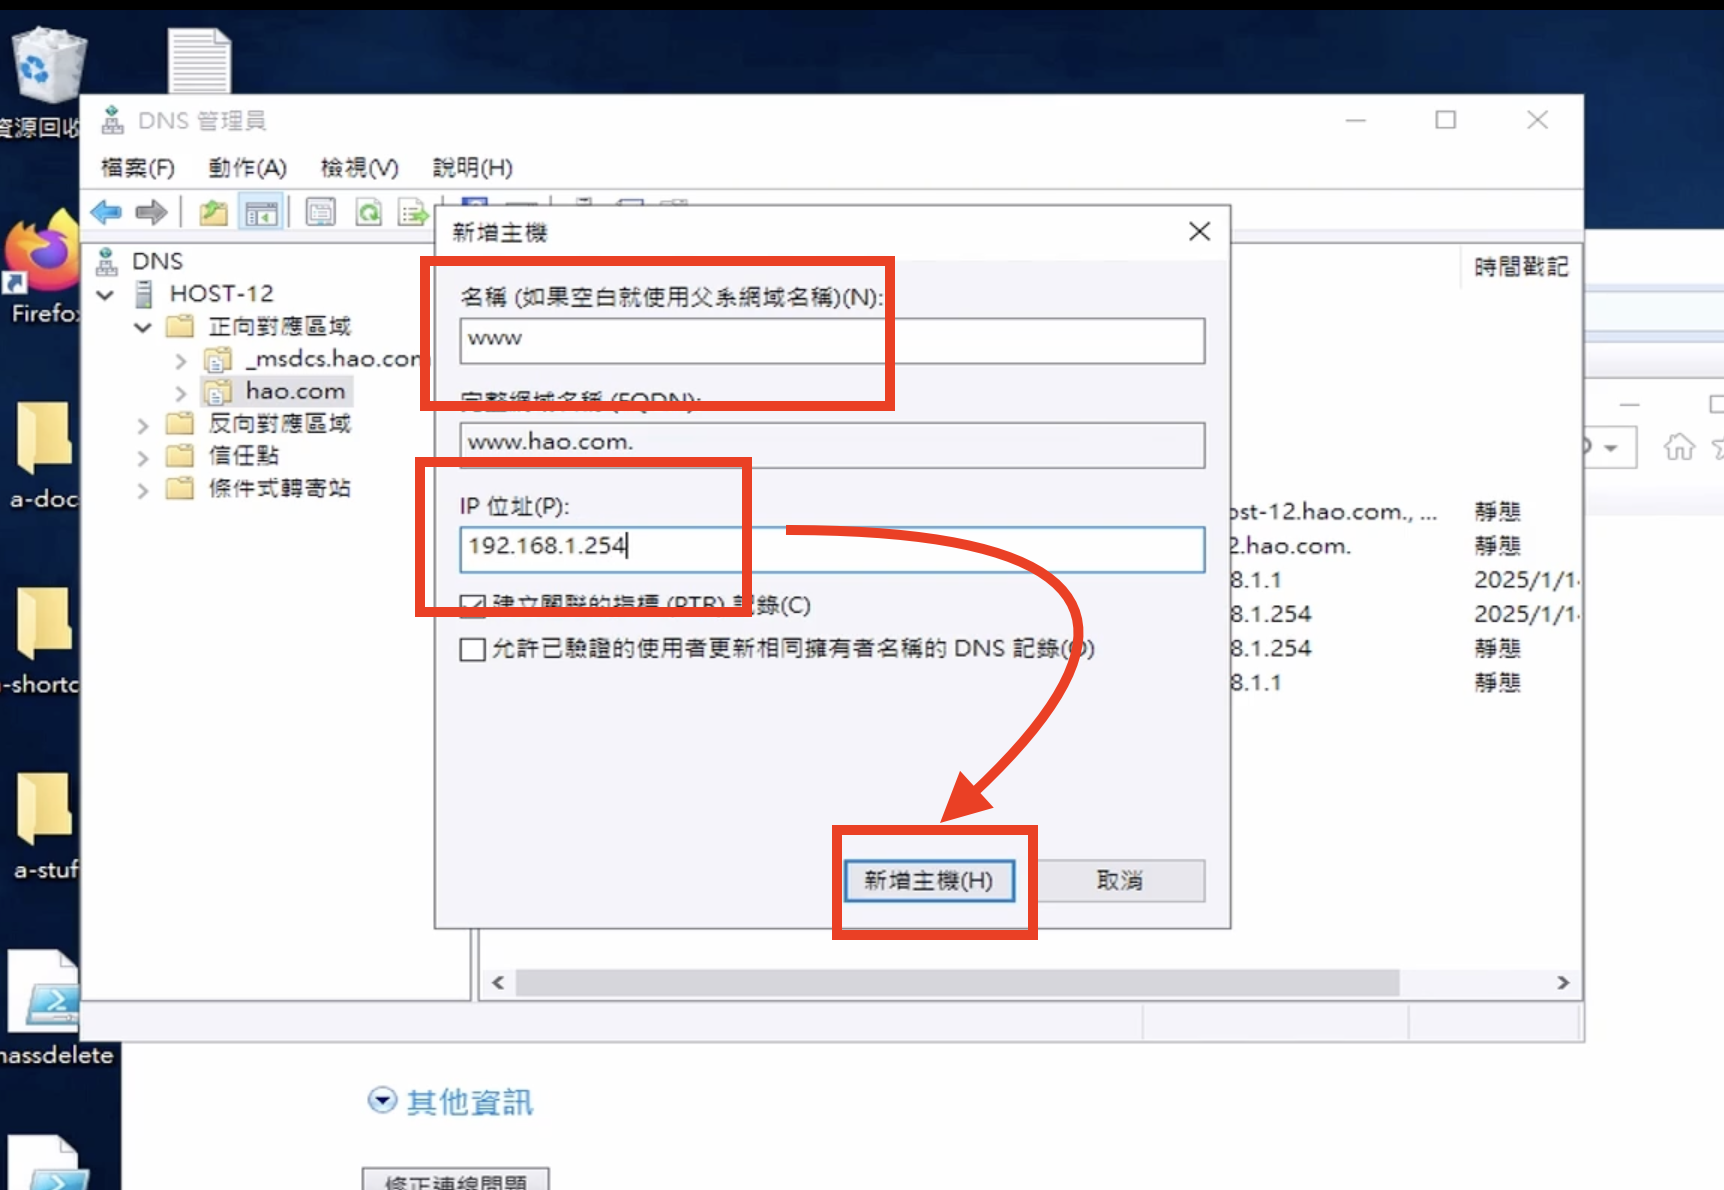 資源回收
DNS 管理員
檔案(F) 動作(A) 檢視(V) 說明(H)
新增主機
DNS
HOST-12
正向對應區域
_msdcs.hao.com
hao.com
反向對應區域
信任點
條件式轉寄站
名稱 (如果空白就使用父系網域名稱)(N):
www
完整網域名稱 (FQDN):
www.hao.com.
IP 位址(P):
192.168.1.254
建立關聯的指標 (PTR) 記錄(C)
允許已驗證的使用者更新相同擁有者名稱的 DNS 記錄(O)
新增主機(H) 取消
時間戳記
ost-12.hao.com., ... 靜態
2.hao.com. 靜態
8.1.1 2025/1/1
8.1.254 2025/1/1
8.1.254 靜態
8.1.1 靜態
Firefox
a-doc
-shortc
a-stuf
massdelete
其他資訊
修正連線問題